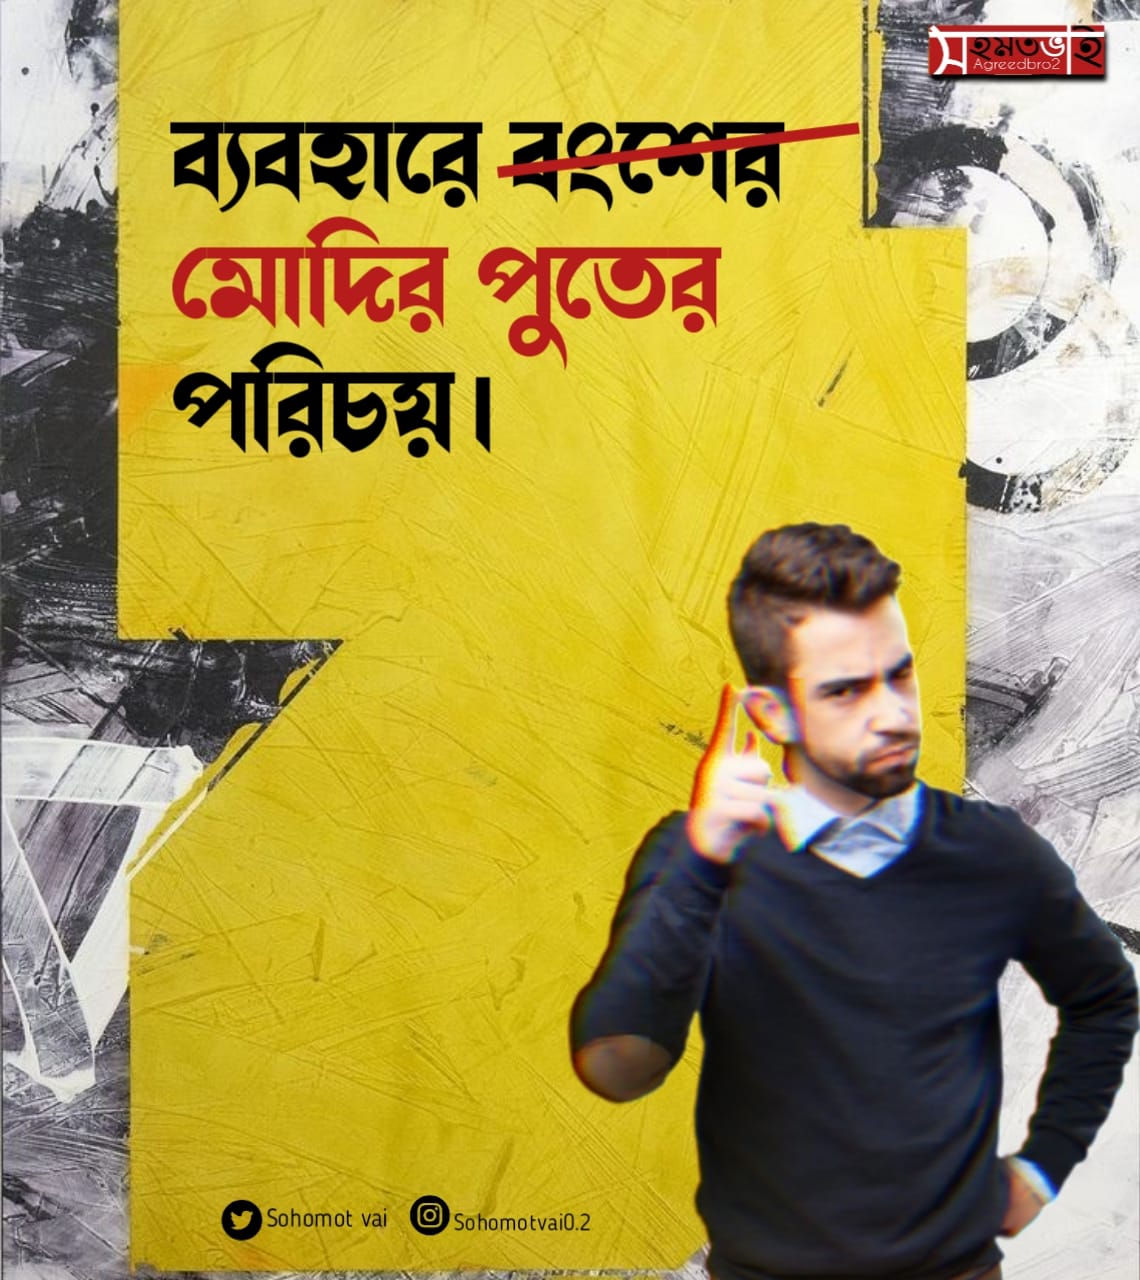 সহমতভাই
Agreedbro2
ব্যবহারে বংশের
মোদির পুতের
পরিচয়।
Sohomot vai
Sohomotvai0.2